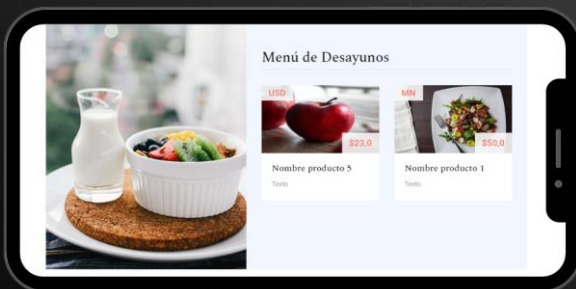 Menú de Desayunos
USD
$23,0
Nombre producto 5
Texto
MN
$50,0
Nombre producto 1
Texto